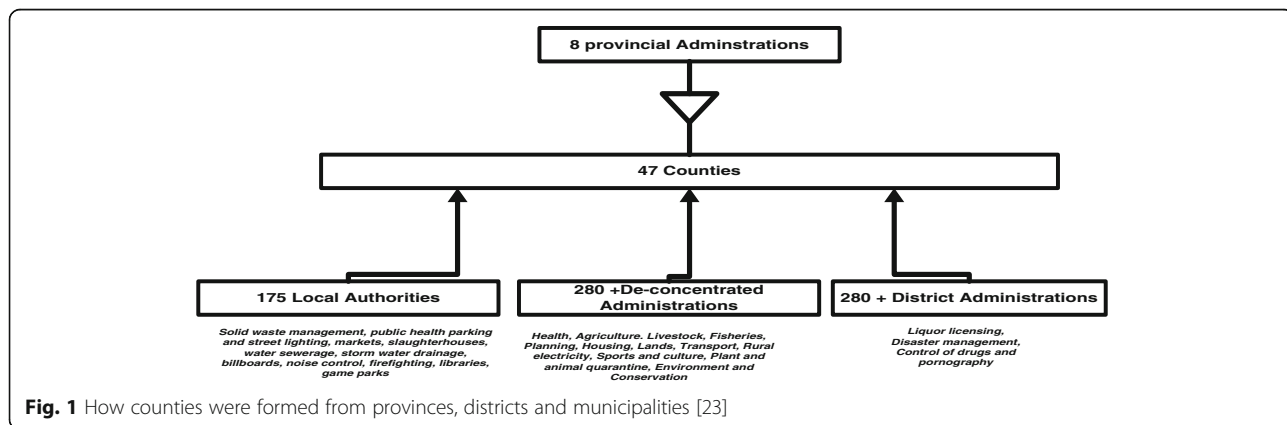 8 provincial Adminstrations
47 Counties
175 Local Authorities
Solid waste management, public health parking
and street lighting, markets, slaughterhouses,
water sewerage, storm water drainage,
billboards, noise control, firefighting, libraries,
game parks
280 +De-concentrated
Administrations
Health, Agriculture. Livestock, Fisheries,
Planning, Housing, Lands, Transport, Rural
electricity, Sports and culture, Plant and
animal quarantine, Environment and
Conservation
280 + District Administrations
Liquor licensing,
Disaster management,
Control of drugs and
pornography
Fig. 1 How counties were formed from provinces, districts and municipalities [23]